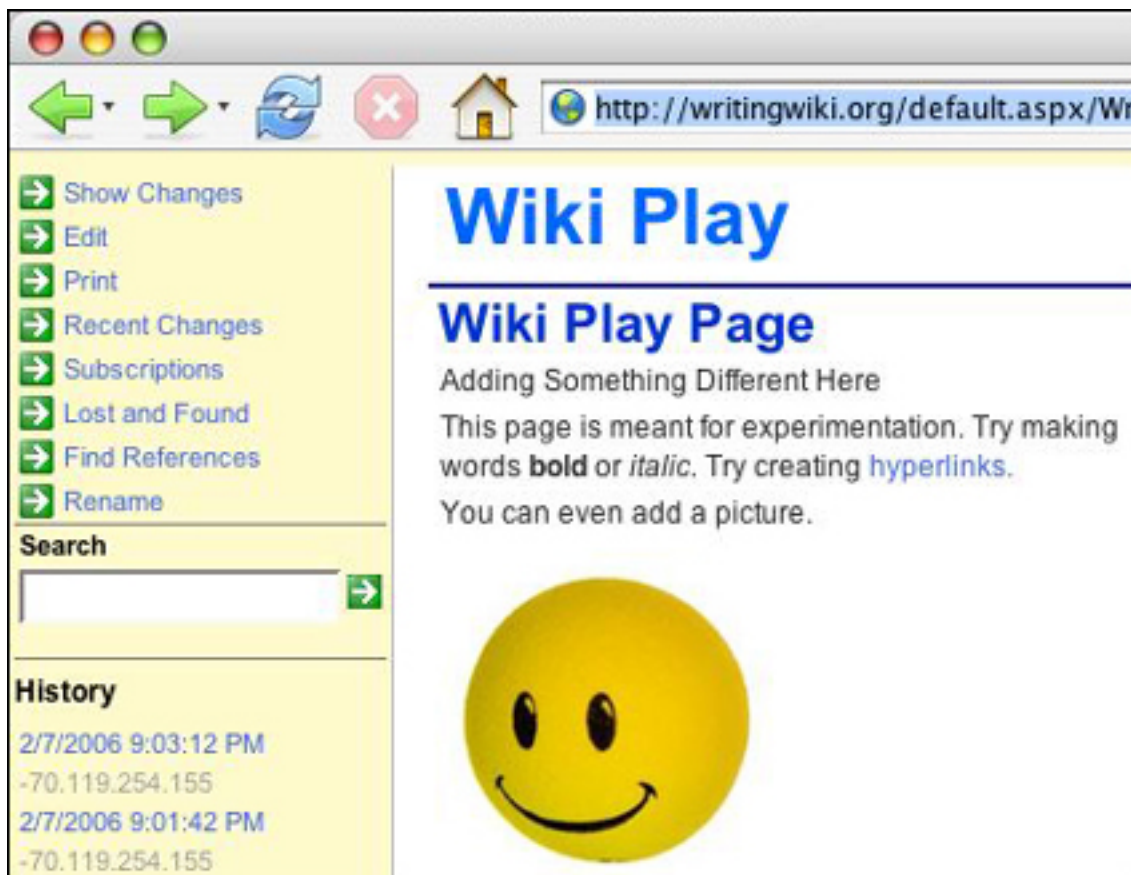 http://writingwiki.org/default.aspx/Wr
Show Changes
Edit
Print
Recent Changes
Subscriptions
Lost and Found
Find References
Rename
Search
History
2/7/2006 9:03:12 PM
-70.119.254.155
2/7/2006 9:01:42 PM
-70.119.254.155
Wiki Play
Wiki Play Page
Adding Something Different Here
This page is meant for experimentation. Try making
words bold or italic. Try creating hyperlinks.
You can even add a picture.